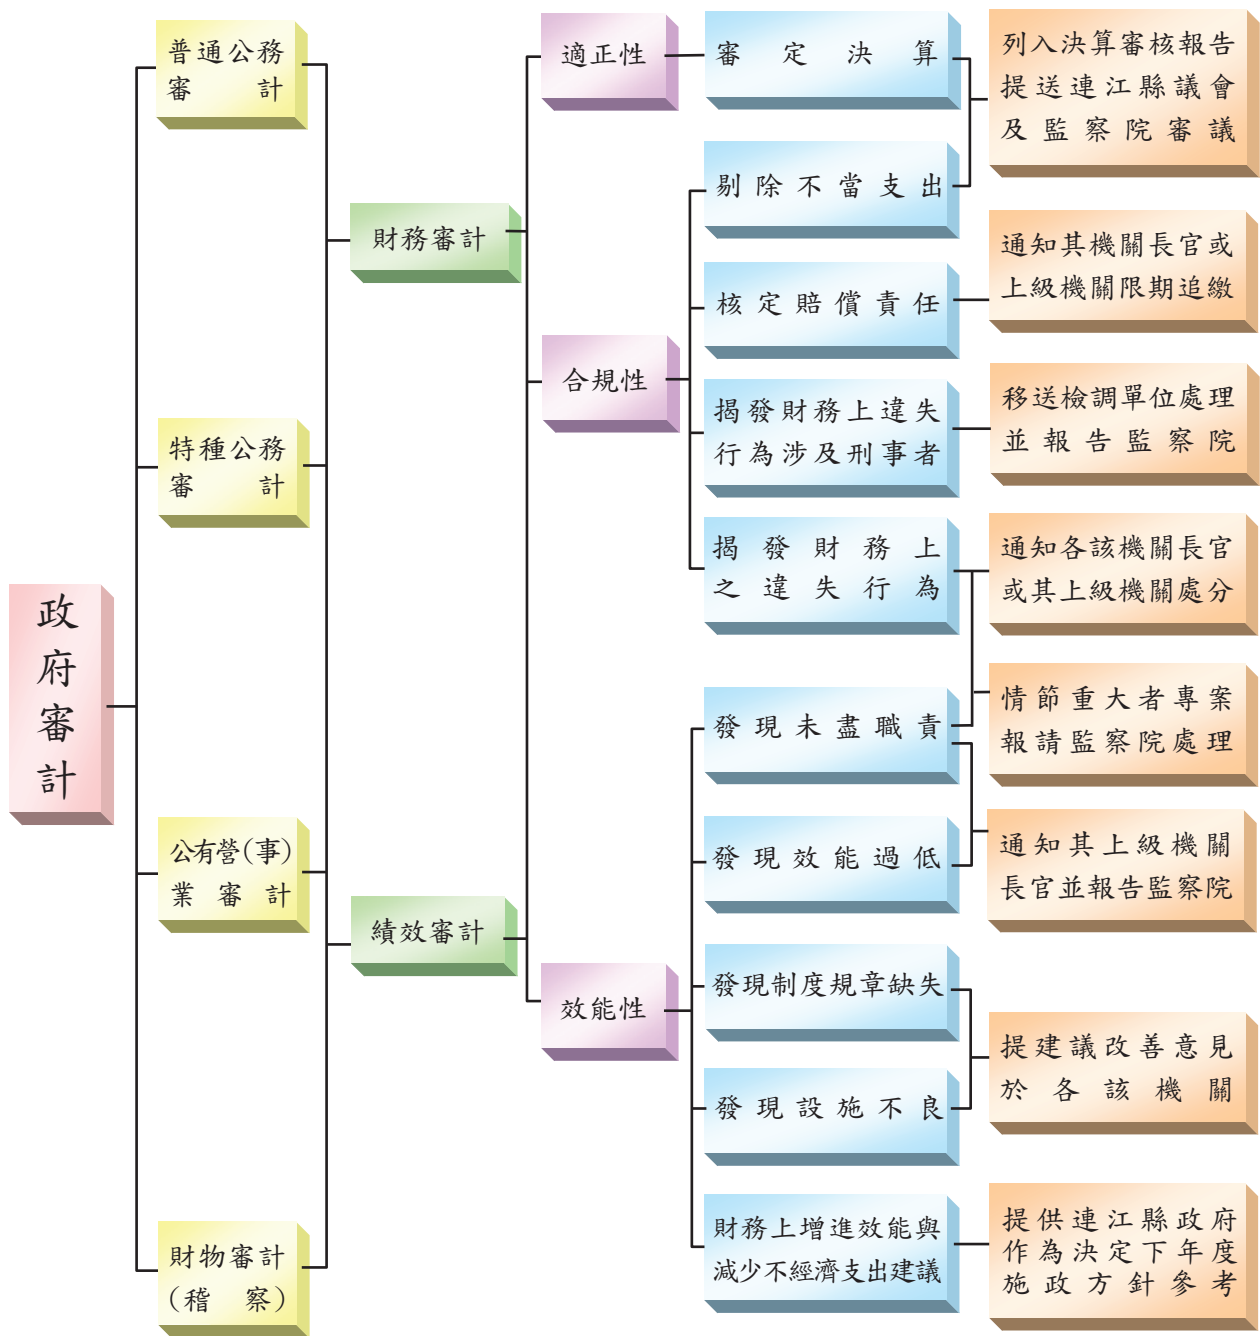 政府審計
普通公務
審計
特種公務
審計
公有營(事)
業審計
財物審計
(稽察)
財務審計
績效審計
適正性
合規性
效能性
審定決算
剔除不當支出
核定賠償責任
揭發財務上違失
行為涉及刑事者
揭發財務上
之違失行為
發現未盡職責
發現效能過低
發現制度規章缺失
發現設施不良
財務上增進效能與
減少不經濟支出建議
列入決算審核報告
提送連江縣議會
及監察院審議
通知其機關長官或
上級機關限期追繳
移送檢調單位處理
並報告監察院
通知各該機關長官
或其上級機關處分
情節重大者專案
報請監察院處理
通知其上級機關
長官並報告監察院
提建議改善意見
於各該機關
提供連江縣政府
作為決定下年度
施政方針參考